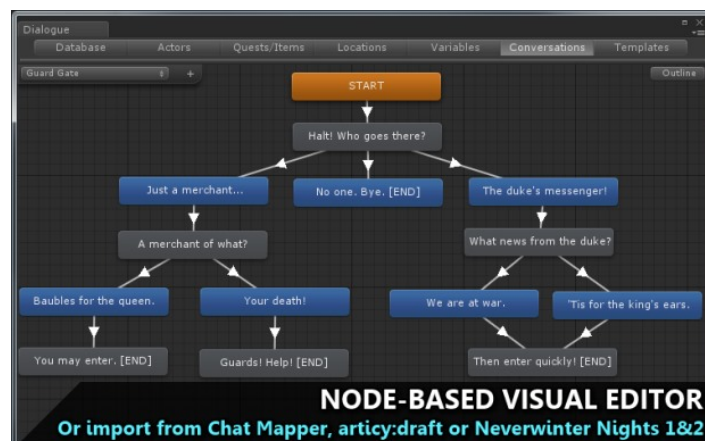 Dialogue
Database Actors Quests/Items Locations Variables Conversations Templates
Guard Gate + Outline
START
Halt! Who goes there?
Just a merchant... No one. Bye. [END] The duke's messenger!
A merchant of what? What news from the duke?
Baubles for the queen. Your death! We are at war. 'Tis for the king's ears.
You may enter. [END] Guards! Help! [END] Then enter quickly! [END]
NODE-BASED VISUAL EDITOR
Or import from Chat Mapper, articy:draft or Neverwinter Nights 1&2